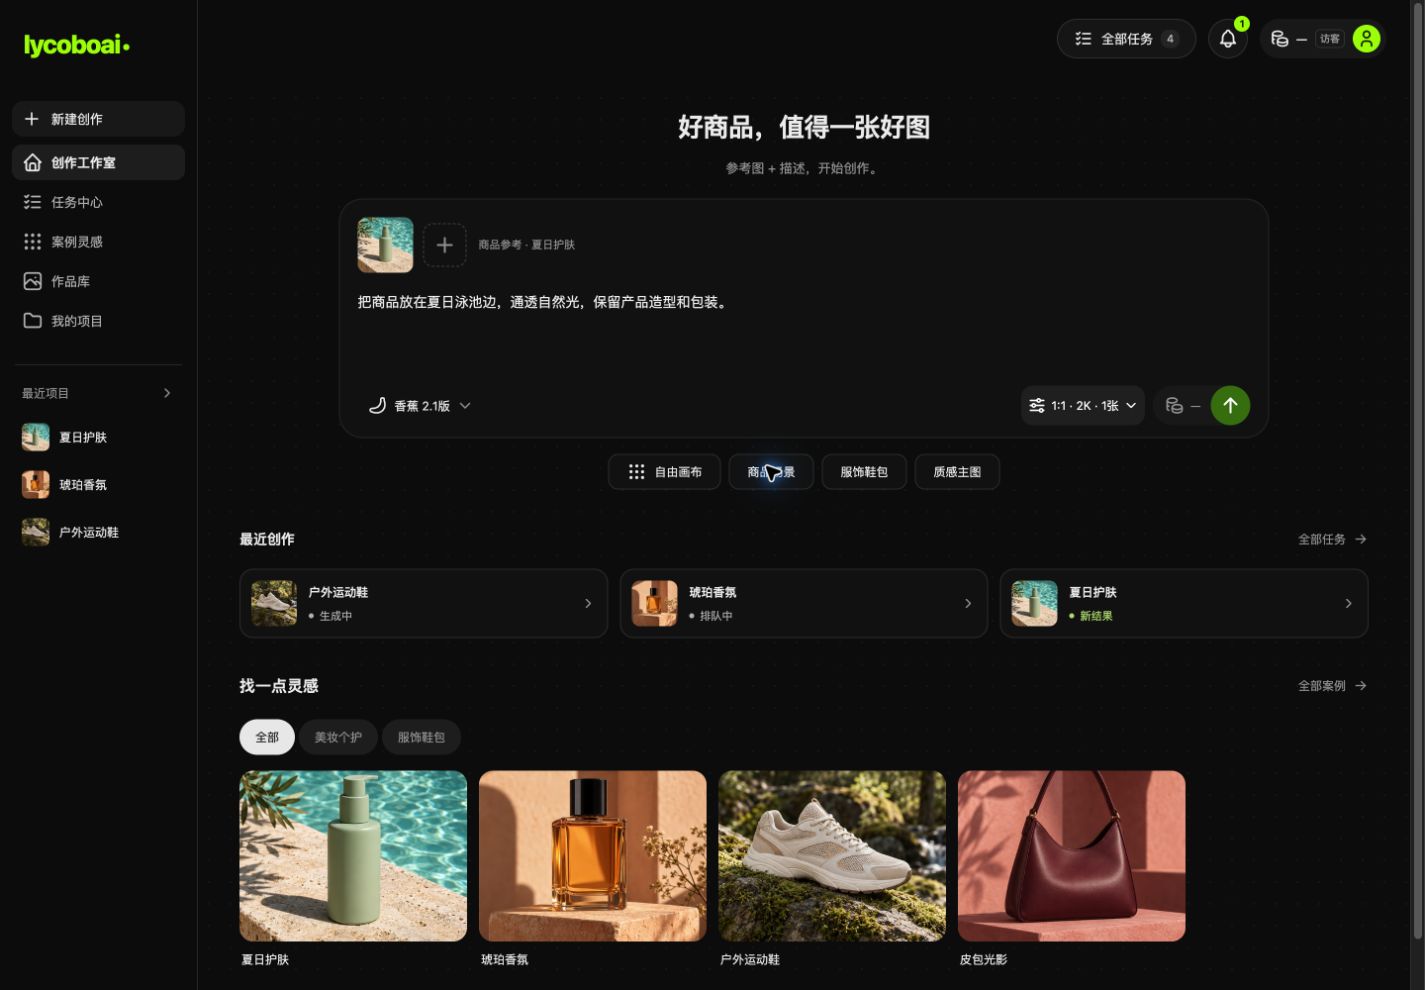 lycoboai
全部任务 4
1
访客
新建创作
创作工作室
任务中心
案例灵感
作品库
我的项目
最近项目
夏日护肤
琥珀香氛
户外运动鞋
好商品，值得一张好图
参考图 + 描述，开始创作。
商品参考 · 夏日护肤
把商品放在夏日泳池边，通透自然光，保留产品造型和包装。
香蕉 2.1版
1:1 · 2K · 1张
自由画布
商品 景
服饰鞋包
质感主图
最近创作
全部任务
户外运动鞋
生成中
琥珀香氛
排队中
夏日护肤
新结果
找一点灵感
全部案例
全部
美妆个护
服饰鞋包
夏日护肤
琥珀香氛
户外运动鞋
皮包光影